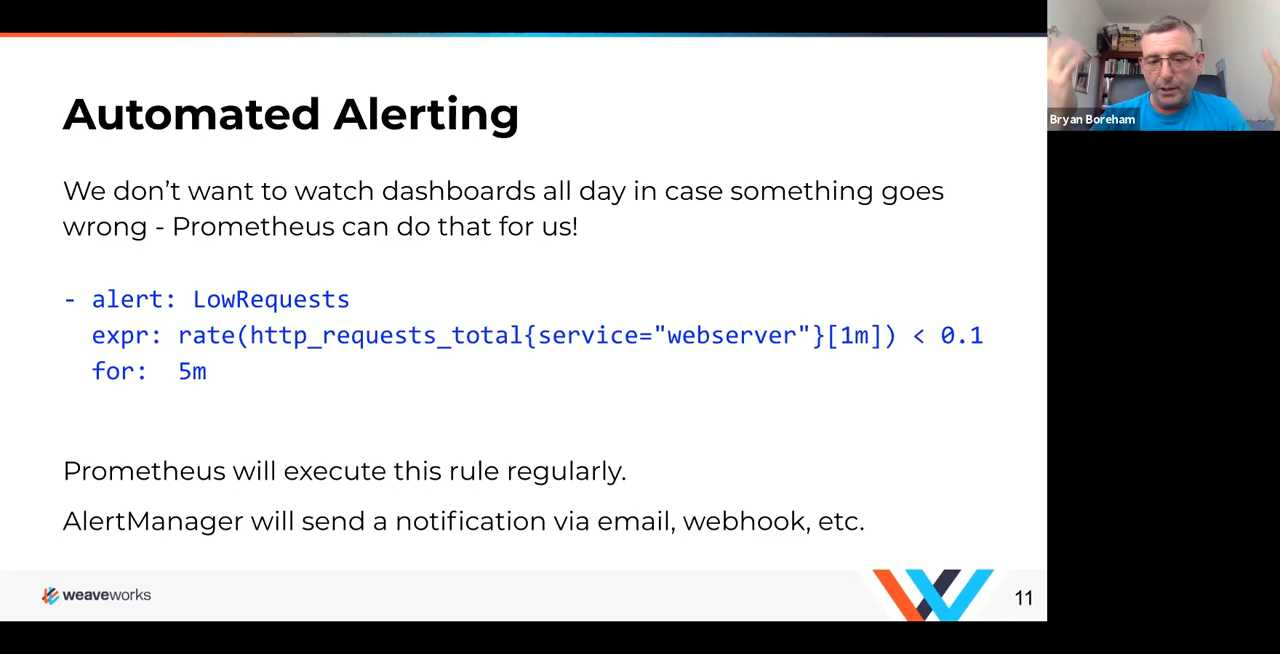 Automated Alerting
We don’t want to watch dashboards all day in case something goes
wrong - Prometheus can do that for us!
- alert: LowRequests
expr: rate(http_requests_total{service="webserver"}[1m]) < 0.1
for: 5m
Prometheus will execute this rule regularly.
AlertManager will send a notification via email, webhook, etc.
weaveworks
11
Bryan Boreham